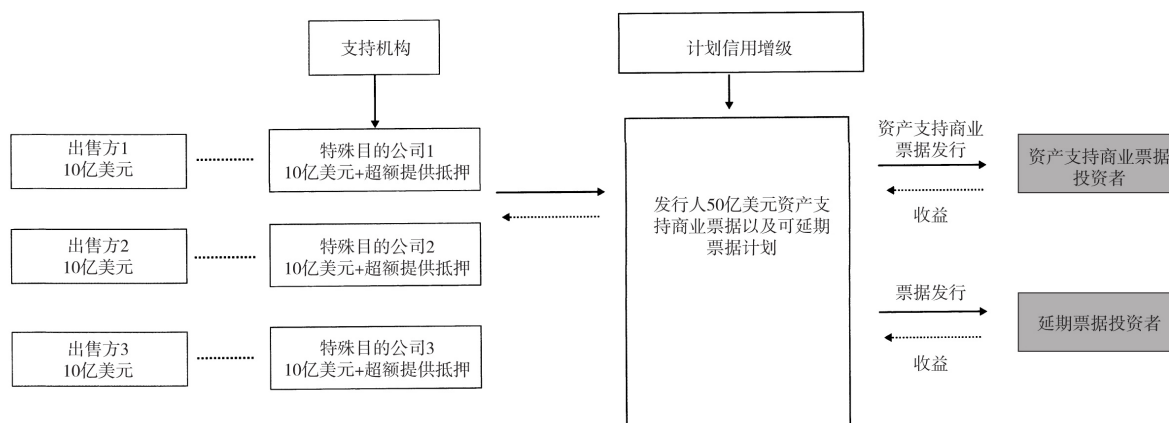 支持机构
计划信用增级
出售方1
10亿美元
特殊目的公司1
10亿美元+超额提供抵押
出售方2
10亿美元
特殊目的公司2
10亿美元+超额提供抵押
出售方3
10亿美元
特殊目的公司3
10亿美元+超额提供抵押
发行人50亿美元资产支
持商业票据以及可延期
票据计划
资产支持商业
票据发行
收益
票据发行
收益
资产支持商业票据
投资者
延期票据投资者